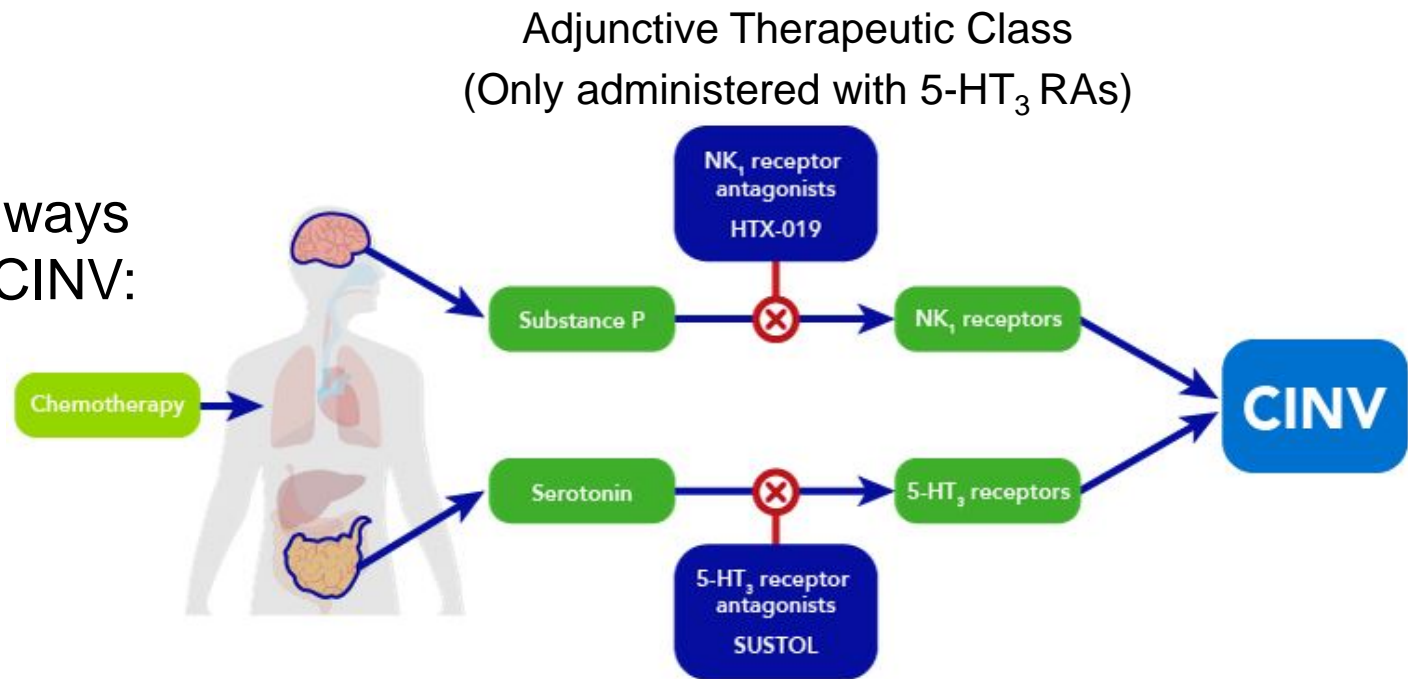 Adjunctive Therapeutic Class
(Only administered with 5-HT₃ RAs)
ways
CINV:
NK₁ receptor
antagonists
HTX-019
Substance P
NK₁ receptors
Chemotherapy
CINV
Serotonin
5-HT₃ receptors
5-HT₃ receptor
antagonists
SUSTOL